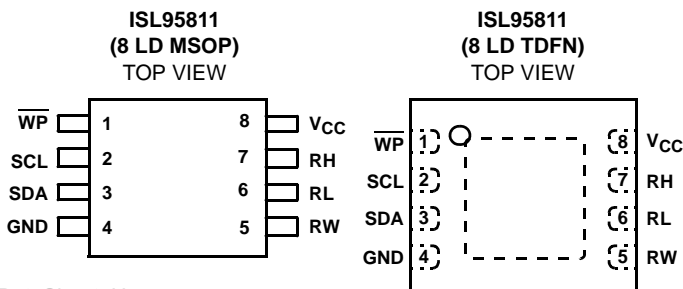 ISL95811
(8 LD MSOP)
TOP VIEW
WP 1 8 VCC
SCL 2 7 RH
SDA 3 6 RL
GND 4 5 RW
ISL95811
(8 LD TDFN)
TOP VIEW
WP 1 8 VCC
SCL 2 7 RH
SDA 3 6 RL
GND 4 5 RW